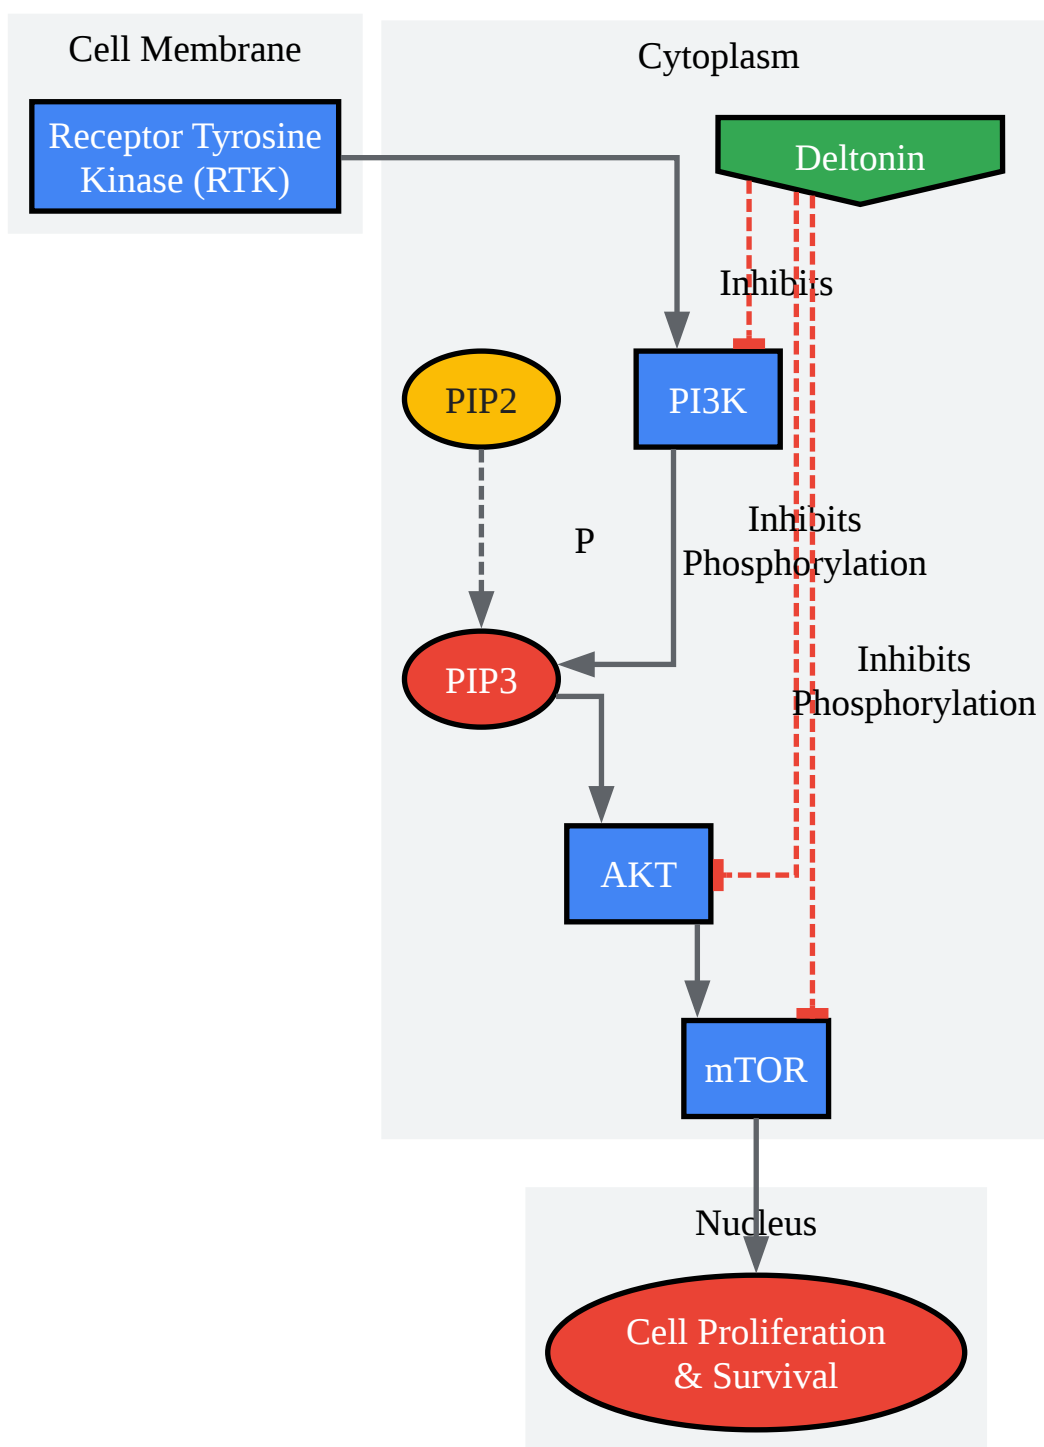 Cell Membrane
Cytoplasm
Receptor Tyrosine
Kinase (RTK)
Deltonin
Inhibits
PIP2
PI3K
P
Inhibits
Phosphorylation
Inhibits
Phosphorylation
PIP3
AKT
mTOR
Nucleus
Cell Proliferation
& Survival